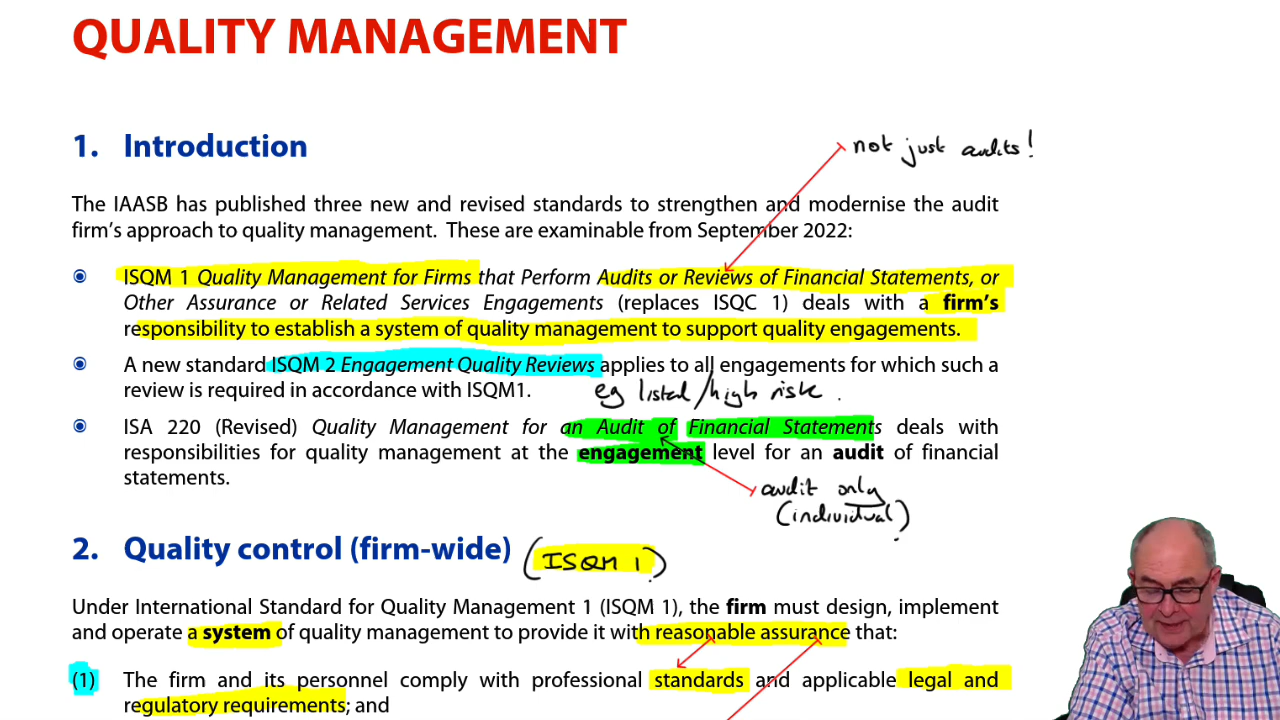 QUALITY MANAGEMENT
1. Introduction
not just audits!
The IAASB has published three new and revised standards to strengthen and modernise the audit
firm's approach to quality management. These are examinable from September 2022:
ISQM 1 Quality Management for Firms that Perform Audits or Reviews of Financial Statements, or
Other Assurance or Related Services Engagements (replaces ISQC 1) deals with a firm's
responsibility to establish a system of quality management to support quality engagements.
A new standard ISQM 2 Engagement Quality Reviews applies to all engagements for which such a
review is required in accordance with ISQM1.
eg listed/high risk.
ISA 220 (Revised) Quality Management for an Audit of Financial Statements deals with
responsibilities for quality management at the engagement level for an audit of financial
statements.
audit only
(individual)
2. Quality control (firm-wide)
(ISQM 1)
Under International Standard for Quality Management 1 (ISQM 1), the firm must design, implement
and operate a system of quality management to provide it with reasonable assurance that:
(1) The firm and its personnel comply with professional standards and applicable legal and
regulatory requirements; and